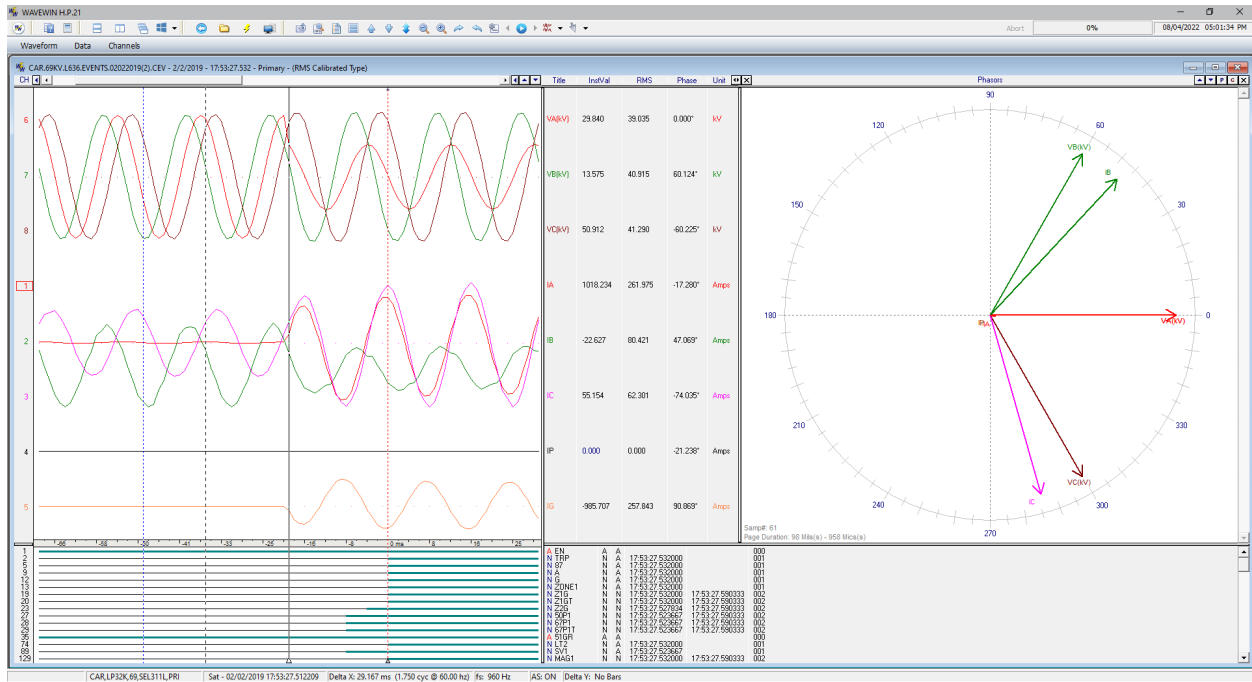 WAVEWIN H.P.21
Abort 0% 08/04/2022 05:01:34 PM
Waveform Data Channels
CAR.69KV.L636.EVENTS.02022019(2).CEV - 2/2/2019 - 17:53:27.532 - Primary - (RMS Calibrated Type)
CH Title InstVal RMS Phase Unit Phasors
6 VA(kV) 29.840 39.035 0.000° kV
7 VB(kV) 13.575 40.915 60.124° kV
8 VC(kV) 50.912 41.290 -60.225° kV
1 IA 1018.234 261.975 -17.280° Amps
2 IB -22.627 80.421 47.069° Amps
3 IC 55.154 62.301 -74.035° Amps
4 IP 0.000 0.000 -21.238° Amps
5 IG -985.707 257.843 90.869° Amps
90
120 60
VB(kV)
IB
150 30
180 0
VA(kV)
210 330
VC(kV)
IC
240 300
270
Samp#: 61
Page Duration: 96 Mils(s) - 958 Mics(s)
-66 -50 -41 -33 -25 -16 -8 0 ms 8 16 25
1 A EN A A 000
2 N TRP N A 17:53:27.532000 001
5 N 87 N A 17:53:27.532000 001
9 N A N A 17:53:27.532000 001
12 N G N A 17:53:27.532000 001
13 N ZONE1 N A 17:53:27.532000 001
19 N Z1G N N 17:53:27.532000 17:53:27.590333 002
20 N Z1GT N N 17:53:27.532000 17:53:27.590333 002
23 N Z2G N N 17:53:27.527834 17:53:27.590333 002
27 N 50P1 N N 17:53:27.523667 17:53:27.590333 002
28 N 67P1 N N 17:53:27.523667 17:53:27.590333 002
29 N 67P1T N N 17:53:27.523667 17:53:27.590333 002
35 A 51GR A A 000
74 N LT2 N A 17:53:27.532000 001
89 N SV1 N A 17:53:27.523667 001
129 N MAG1 N N 17:53:27.532000 17:53:27.590333 002
CAR,LP32K,69,SEL311L,PRI Sat - 02/02/2019 17:53:27.512209 Delta X: 29.167 ms (1.750 cyc @ 60.00 hz) fs: 960 Hz AS: ON Delta Y: No Bars